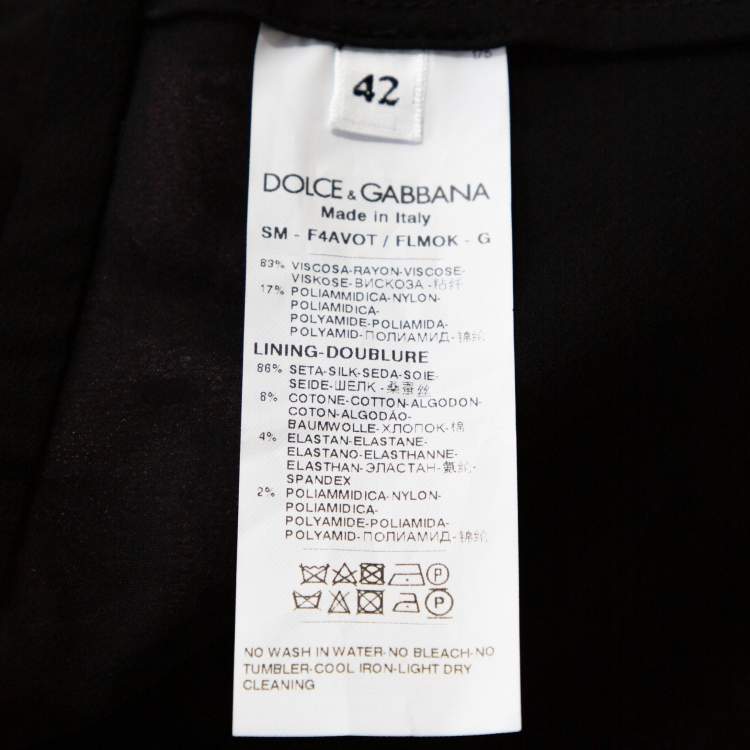 175
42
DOLCE & GABBANA
Made in Italy
SM - F4AVOT / FLMOK - G
83% VISCOSA-RAYON-VISCOSE-
VISKOSE-ВИСКОЗА -粘纤
17% POLIAMMIDICA-NYLON-
POLIAMIDICA-
POLYAMIDE-POLIAMIDA-
POLYAMID-ПОЛИАМИД-锦纶
LINING-DOUBLURE
86% SETA-SILK-SEDA-SOIE-
SEIDE-ШЕЛК -桑蚕丝
8% COTONE-COTTON-ALGODON-
COTON-ALGODÃO-
BAUMWOLLE-ХЛОПОК-棉
4% ELASTAN-ELASTANE-
ELASTANO-ELASTHANNE-
ELASTHAN-ЭЛАСТАН-氨纶-
SPANDEX
2% POLIAMMIDICA-NYLON-
POLIAMIDICA-
POLYAMIDE-POLIAMIDA-
POLYAMID-ПОЛИАМИД-锦纶
P
P
NO WASH IN WATER-NO BLEACH-NO
TUMBLER-COOL IRON-LIGHT DRY
CLEANING